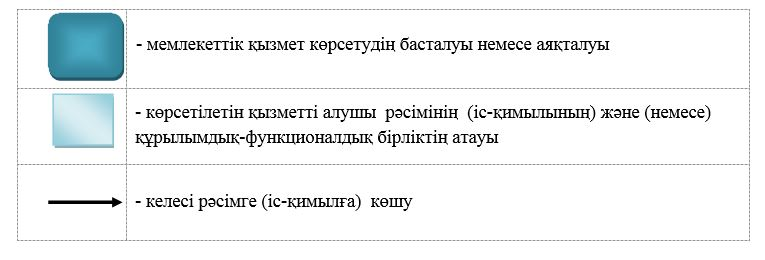 - мемлекеттік қызмет көрсетудің басталуы немесе аяқталуы
- көрсетілетін қызметті алушы рәсімінің (іс-қимылының) және (немесе)
құрылымдық-функционалдық бірліктің атауы
- келесі рәсімге (іс-қимылға) көшу